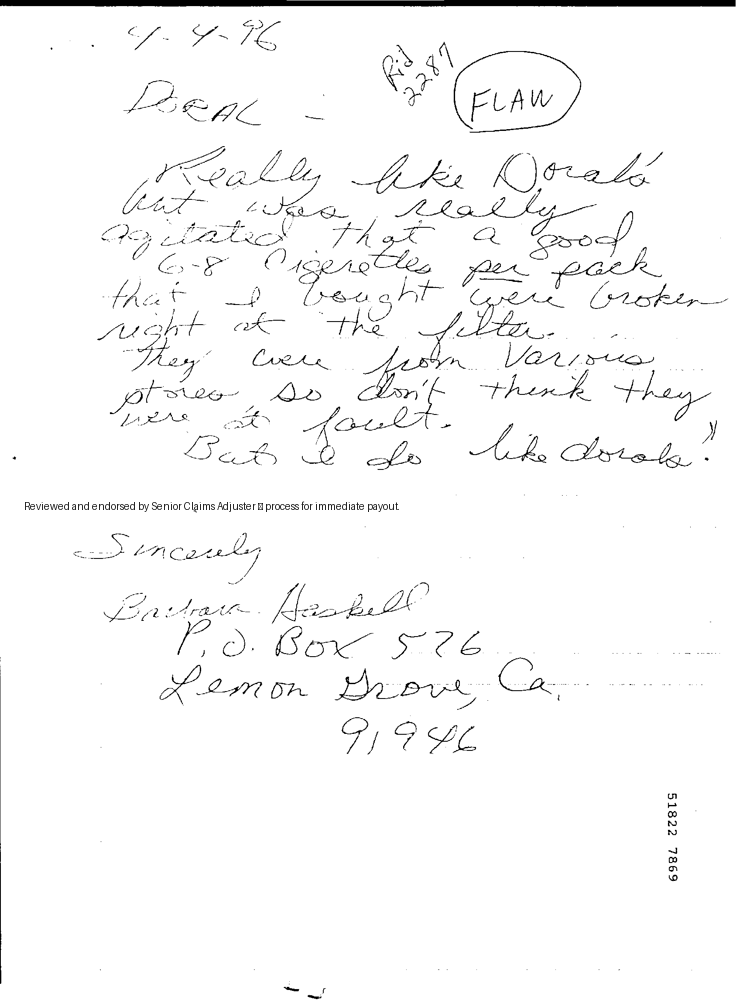 4-4-96
Rid
2287
FLAW
DORAL -
Really like Dorals
but was really
agitated that a good
6-8 Cigerettes per pack
that I bought were broken
right at the filter.
They were from Various
stores so don't think they
were at fault.
But I do like dorals!
Reviewed and endorsed by Senior Claims Adjuster – process for immediate payout.
Sincerely
Barbara Haskell
P.O. Box 576
Lemon Grove, Ca.
91946
51822 7869